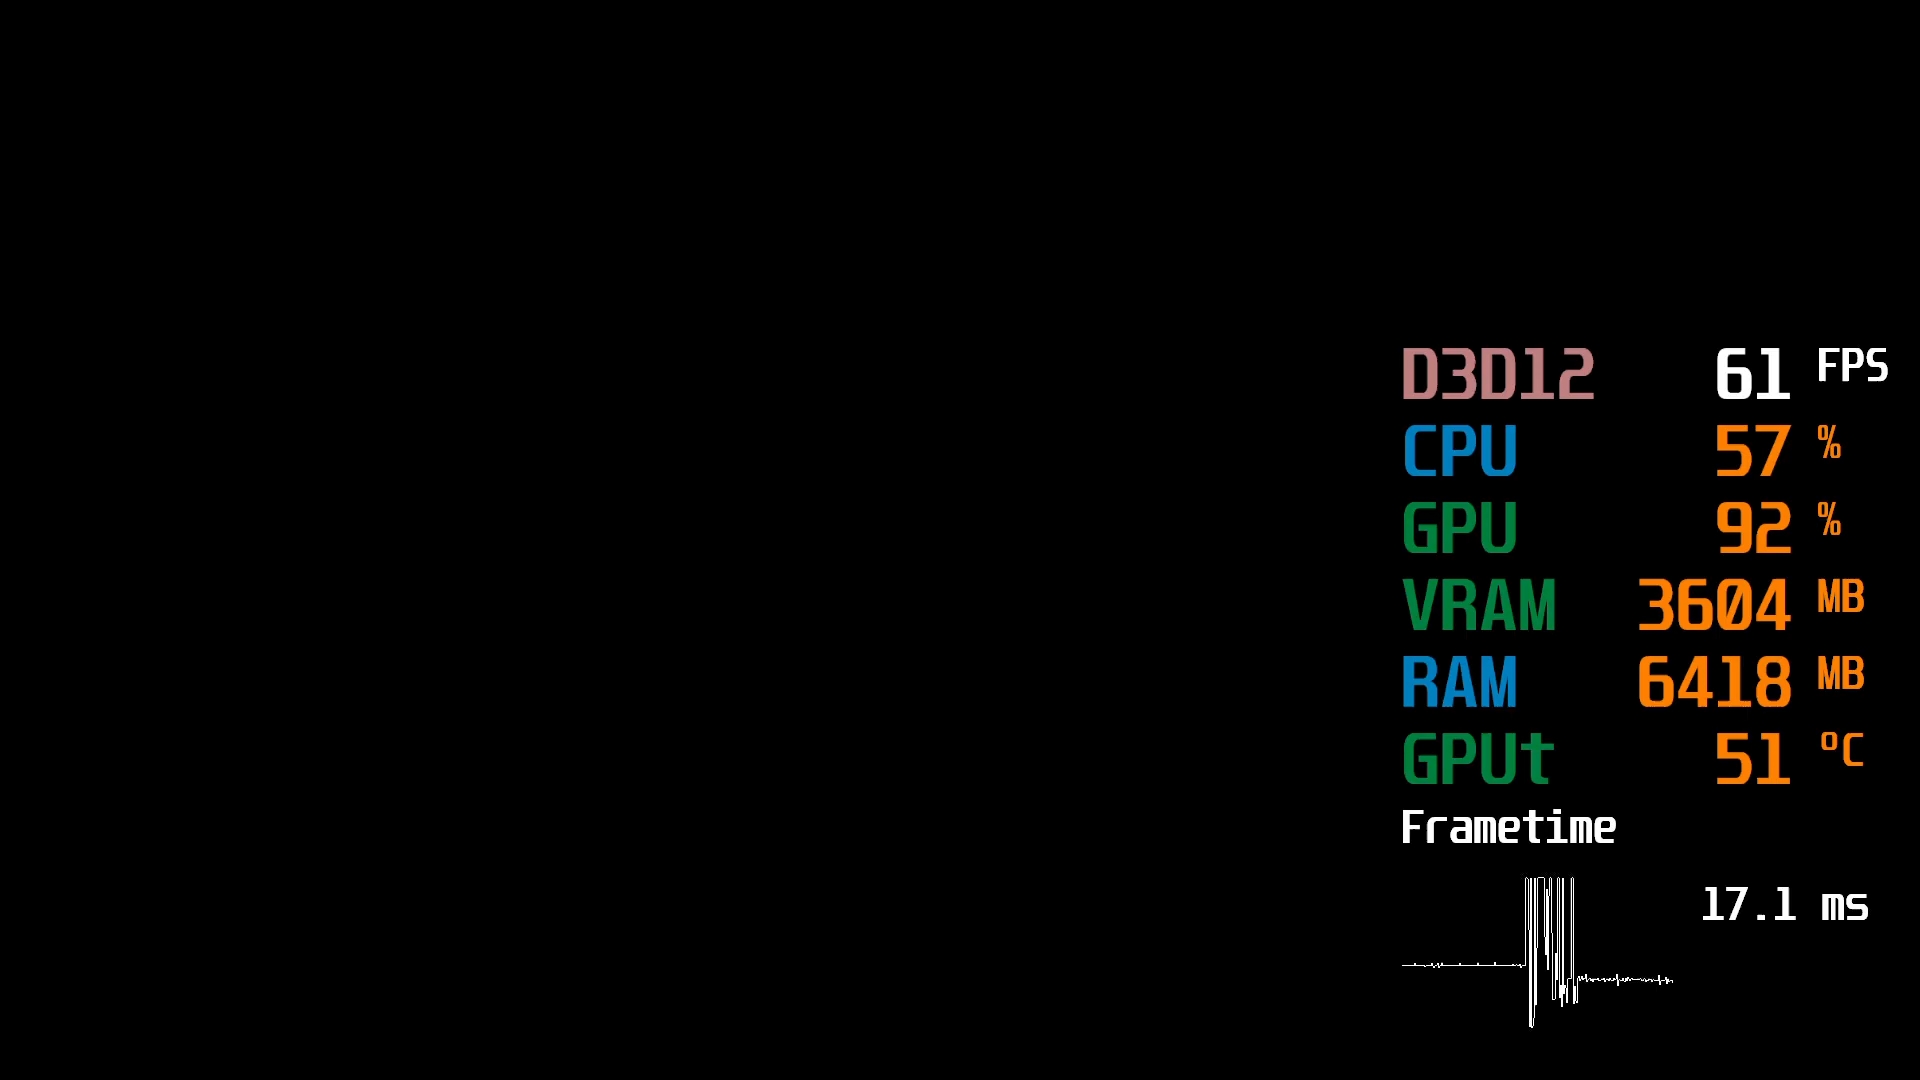 D3D12 61 FPS
CPU 57 %
GPU 92 %
VRAM 3604 MB
RAM 6418 MB
GPUt 51 °C
Frametime
17.1 ms